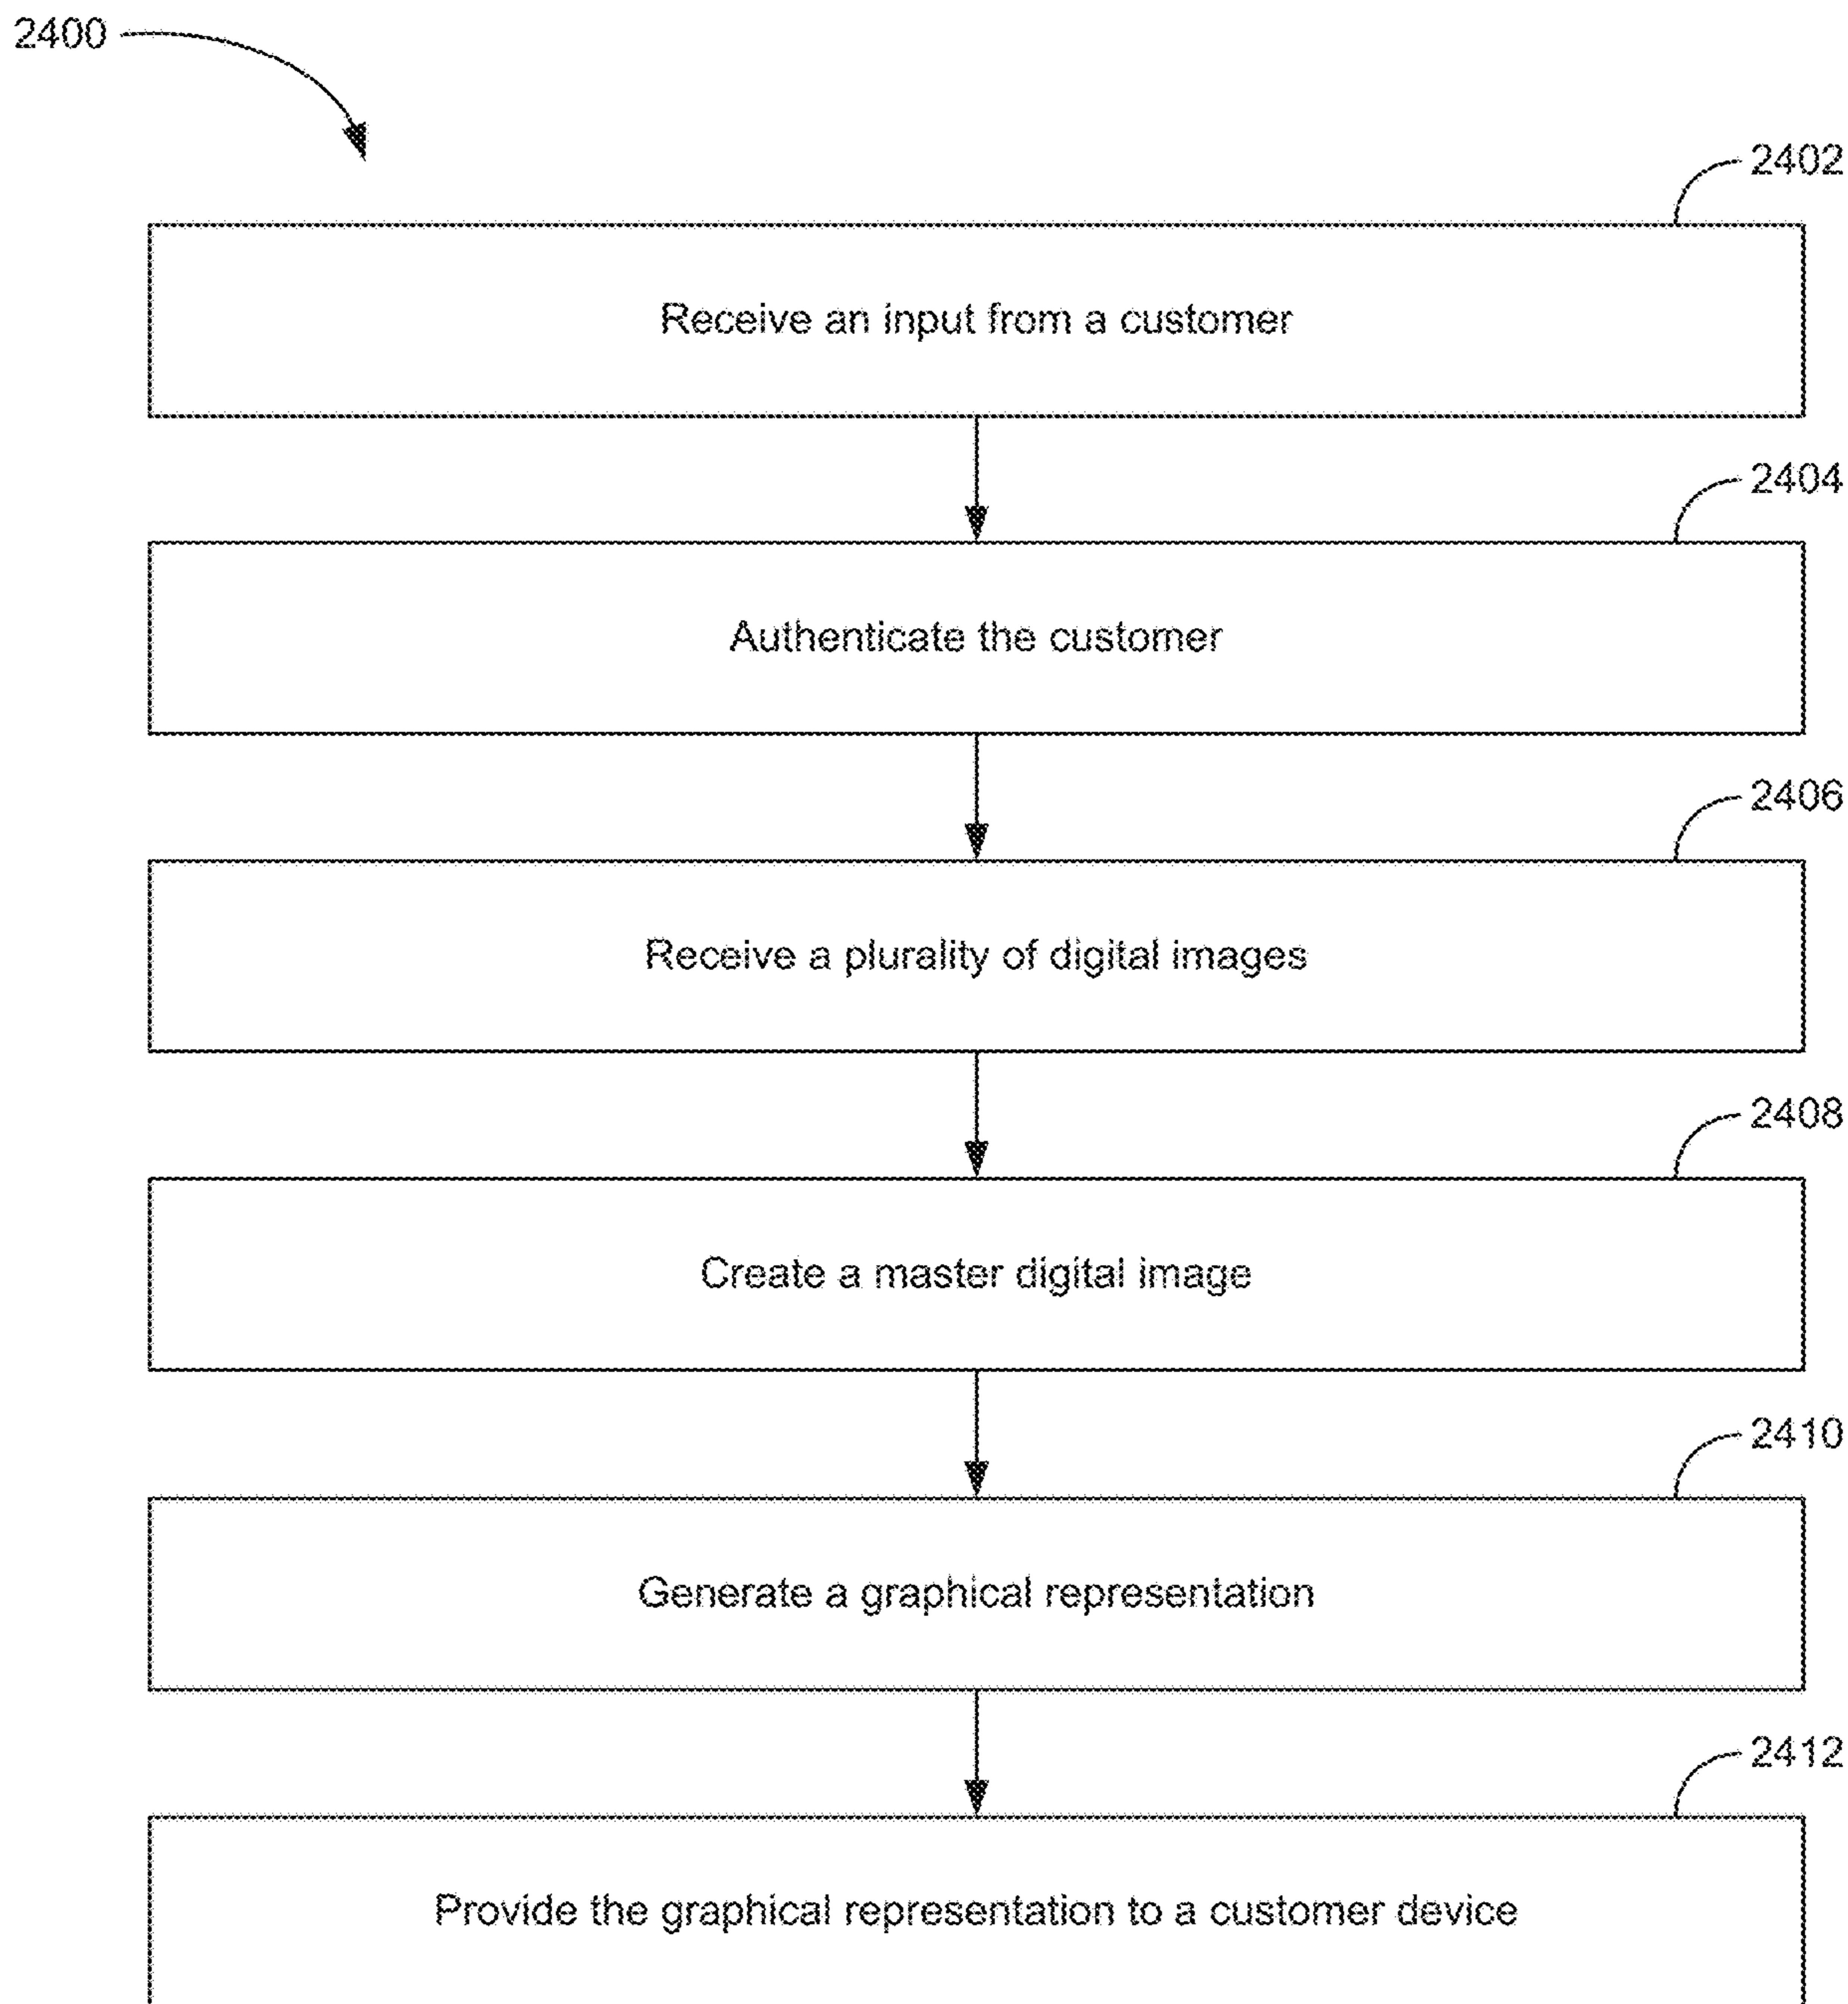 2400
2402
Receive an input from a customer
2404
Authenticate the customer
2406
Receive a plurality of digital images
2408
Create a master digital image
2410
Generate a graphical representation
2412
Provide the graphical representation to a customer device